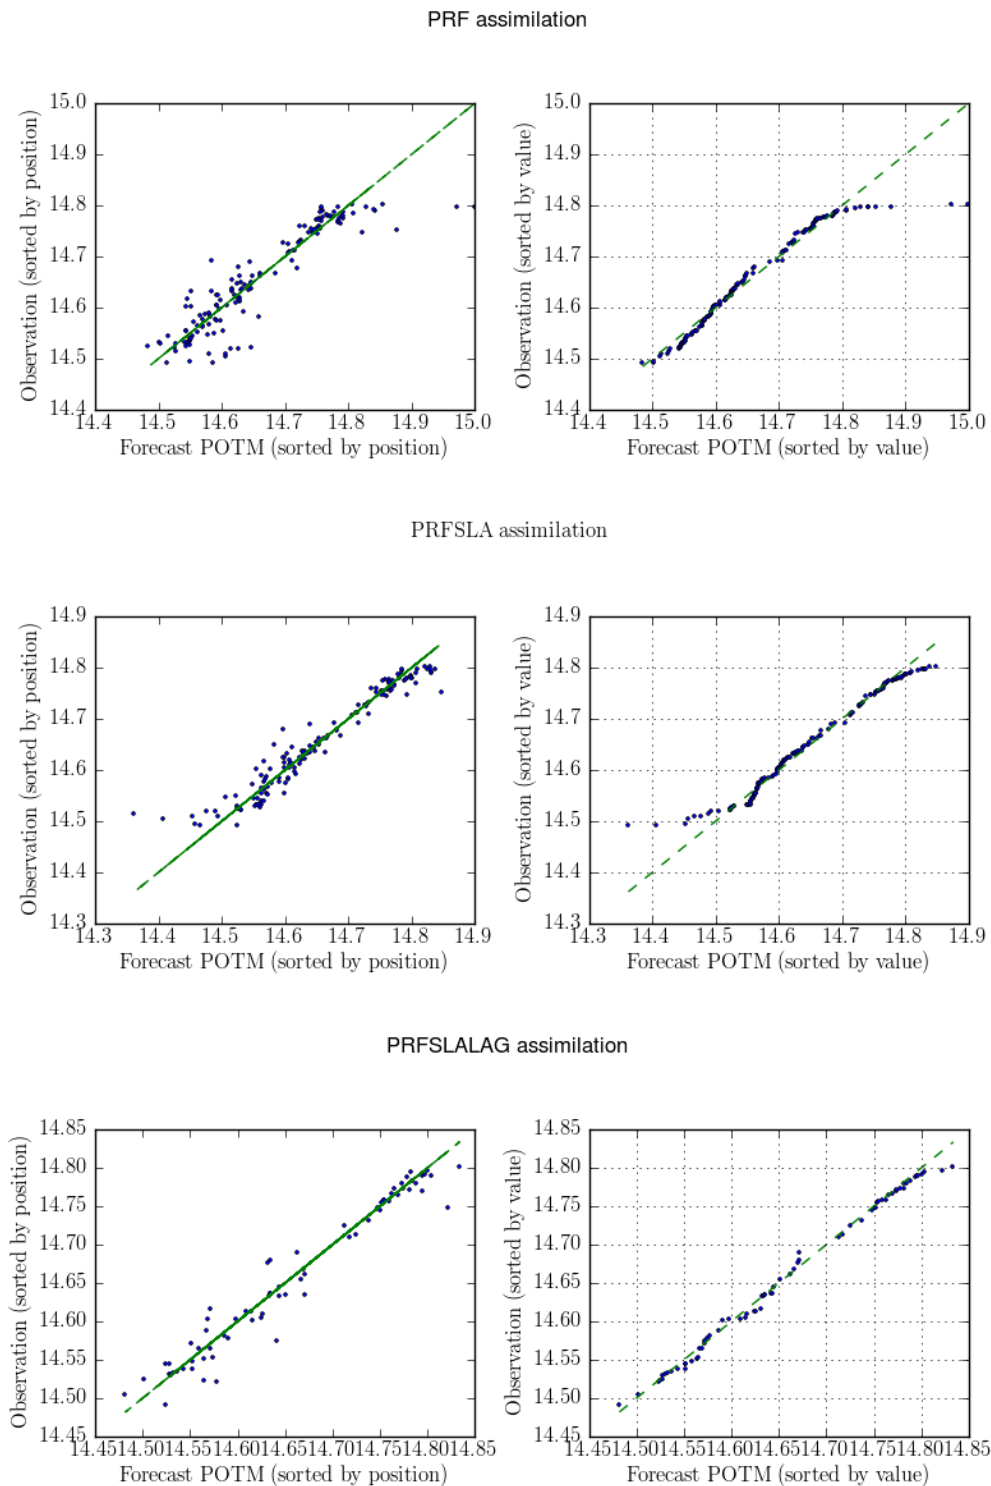 PRF assimilation
15.0
14.9
14.8
14.7
14.6
14.5
14.4
14.4 14.5 14.6 14.7 14.8 14.9 15.0
Observation (sorted by position)
Forecast POTM (sorted by position)
15.0
14.9
14.8
14.7
14.6
14.5
14.4
14.4 14.5 14.6 14.7 14.8 14.9 15.0
Observation (sorted by value)
Forecast POTM (sorted by value)
PRFSLA assimilation
14.9
14.8
14.7
14.6
14.5
14.4
14.3
14.3 14.4 14.5 14.6 14.7 14.8 14.9
Observation (sorted by position)
Forecast POTM (sorted by position)
14.9
14.8
14.7
14.6
14.5
14.4
14.3
14.3 14.4 14.5 14.6 14.7 14.8 14.9
Observation (sorted by value)
Forecast POTM (sorted by value)
PRFSLALAG assimilation
14.85
14.80
14.75
14.70
14.65
14.60
14.55
14.50
14.45
14.4514.5014.5514.6014.6514.7014.7514.8014.85
Observation (sorted by position)
Forecast POTM (sorted by position)
14.85
14.80
14.75
14.70
14.65
14.60
14.55
14.50
14.45
14.4514.5014.5514.6014.6514.7014.7514.8014.85
Observation (sorted by value)
Forecast POTM (sorted by value)